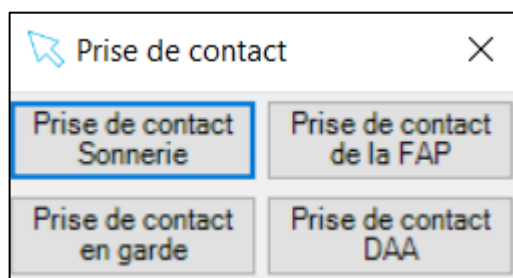 Prise de contact
Prise de contact
Sonnerie
Prise de contact
de la FAP
Prise de contact
en garde
Prise de contact
DAA